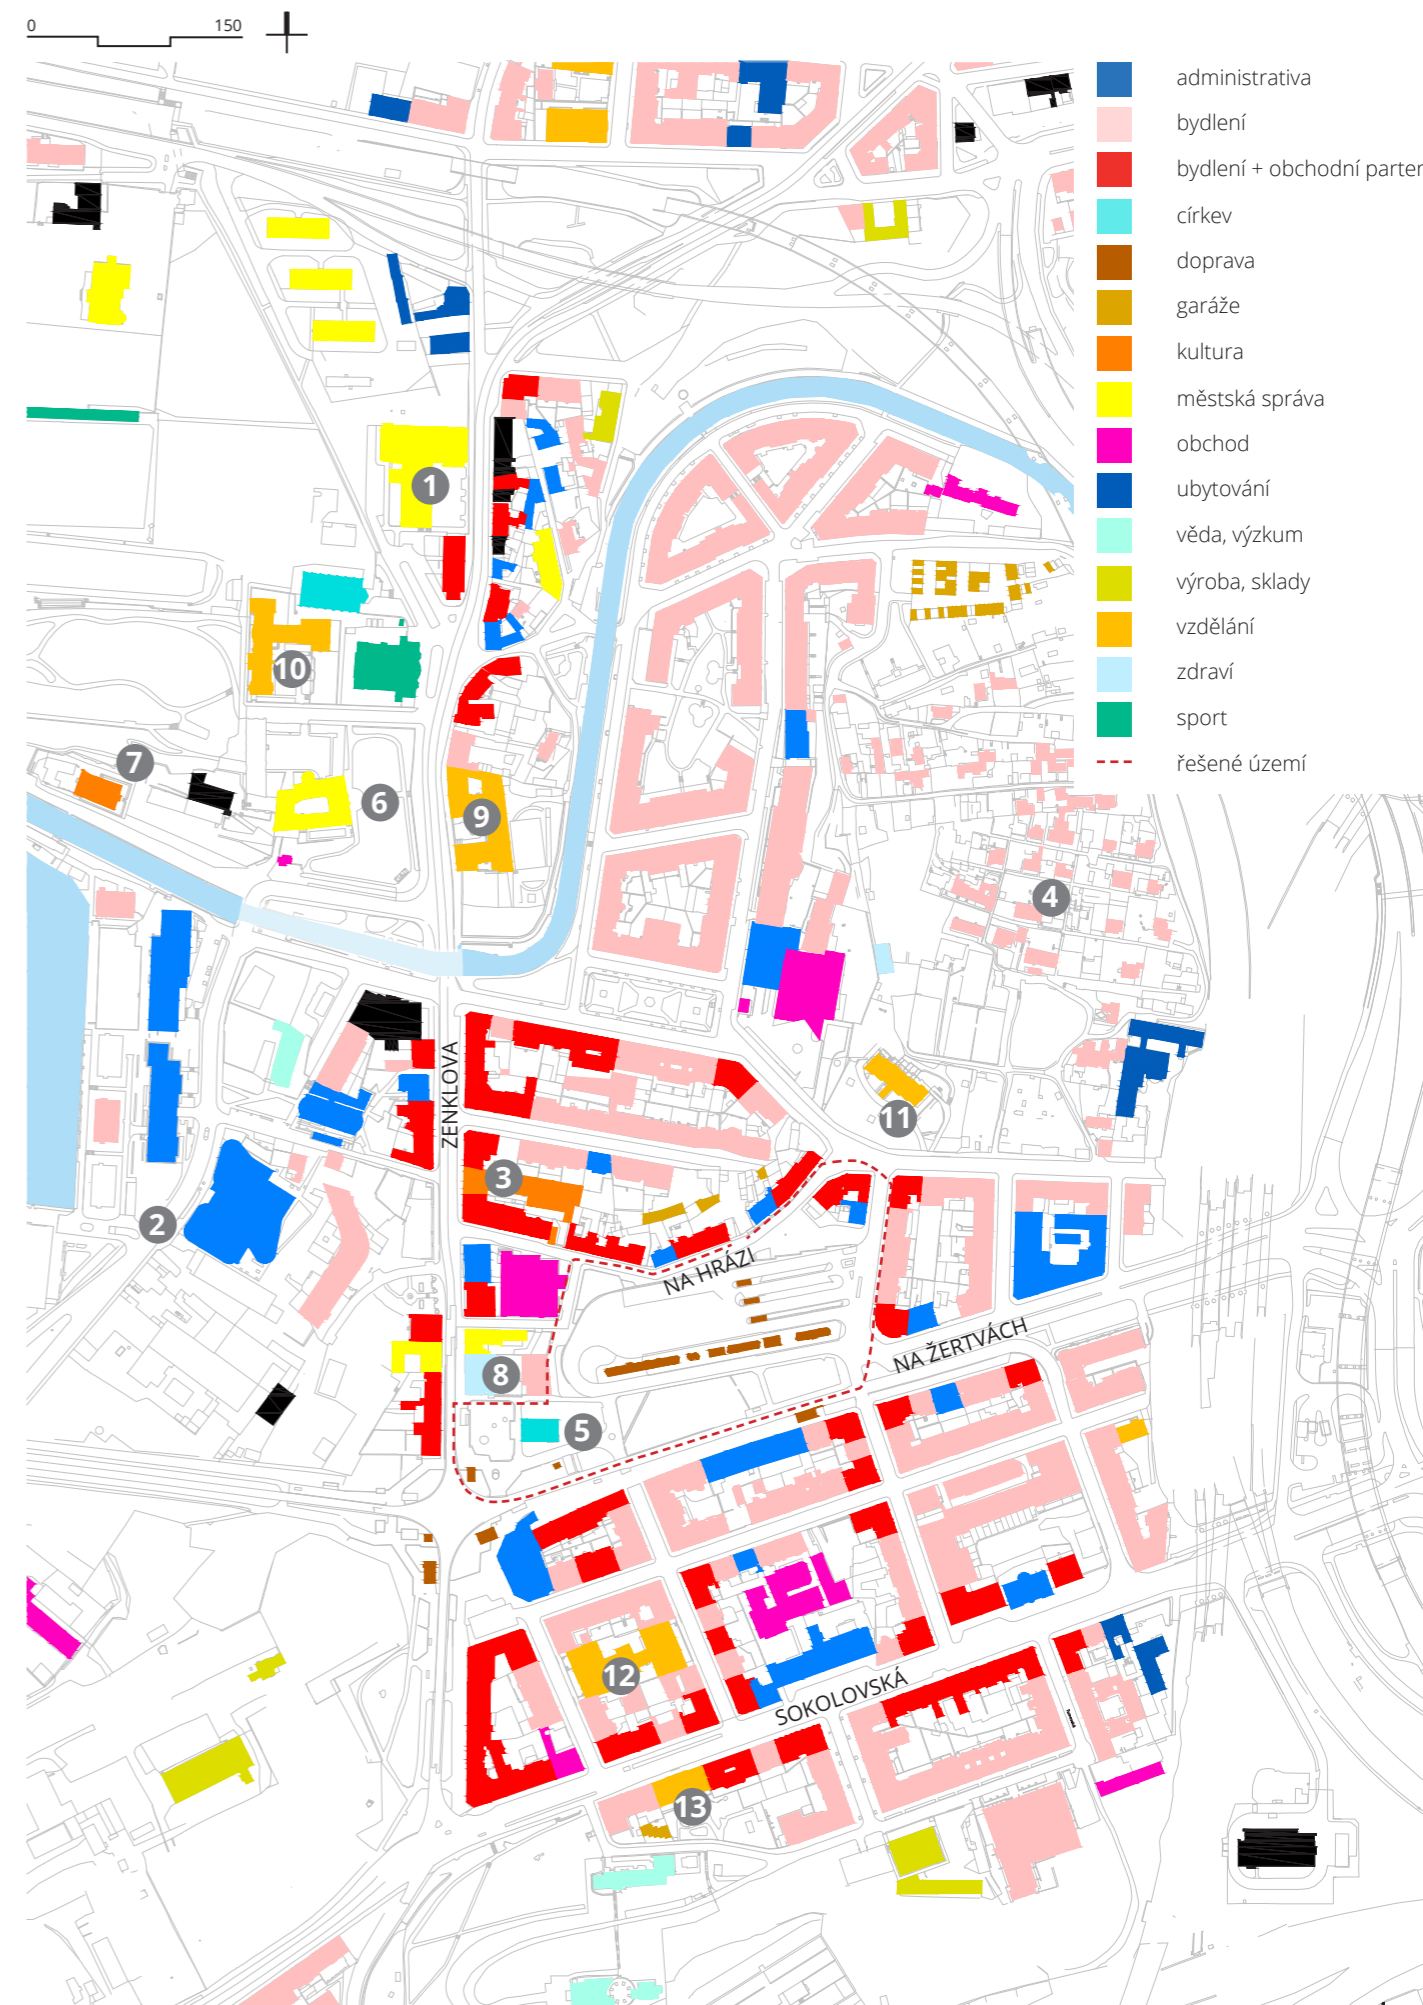 0 150
administrativa
bydlení
bydlení + obchodní parter
církev
doprava
garáže
kultura
městská správa
obchod
ubytování
věda, výzkum
výroba, sklady
vzdělání
zdraví
sport
řešené území
1
10
7
6
9
4
11
ZENKLOVA
3
2
NA HRÁZI
NA ŽERTVÁCH
8
5
12
SOKOLOVSKÁ
13